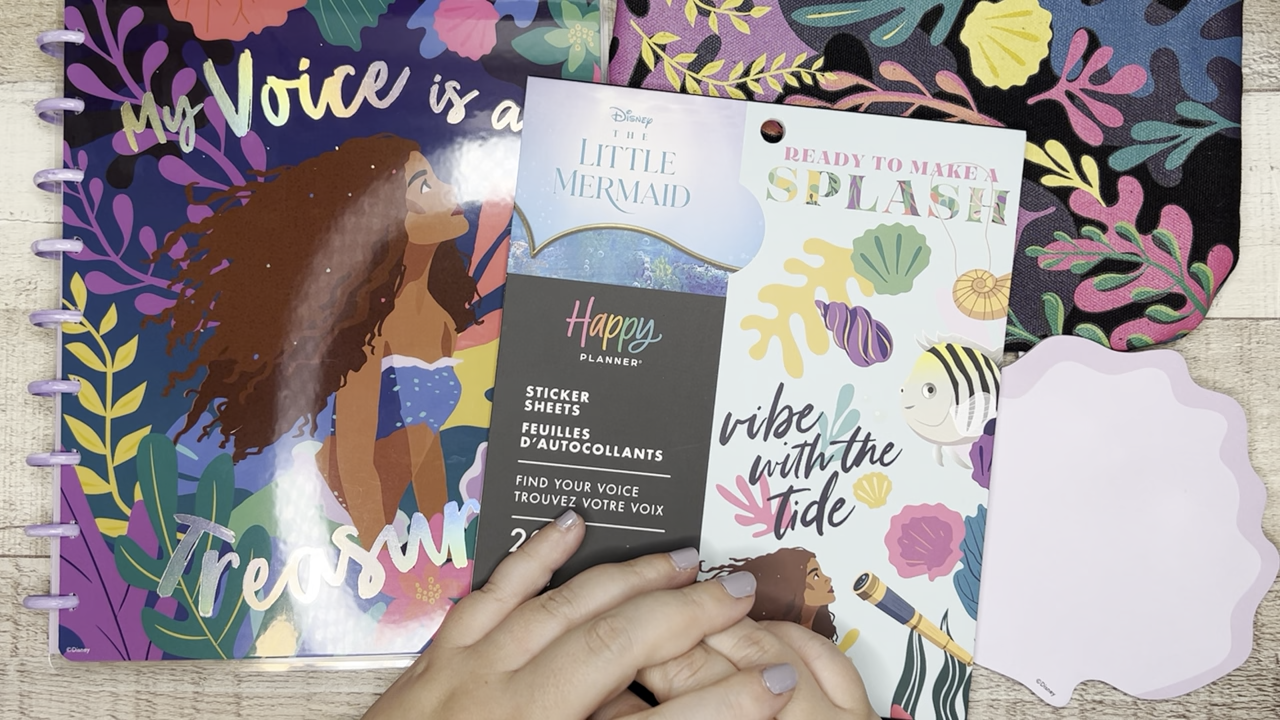 My Voice is a
Treasur
©Disney
Disney
THE
LITTLE
MERMAID
Happy
PLANNER®
STICKER
SHEETS
FEUILLES
D'AUTOCOLLANTS
FIND YOUR VOICE
TROUVEZ VOTRE VOIX
READY TO MAKE A
SPLASH
vibe
with the
tide
©Disney